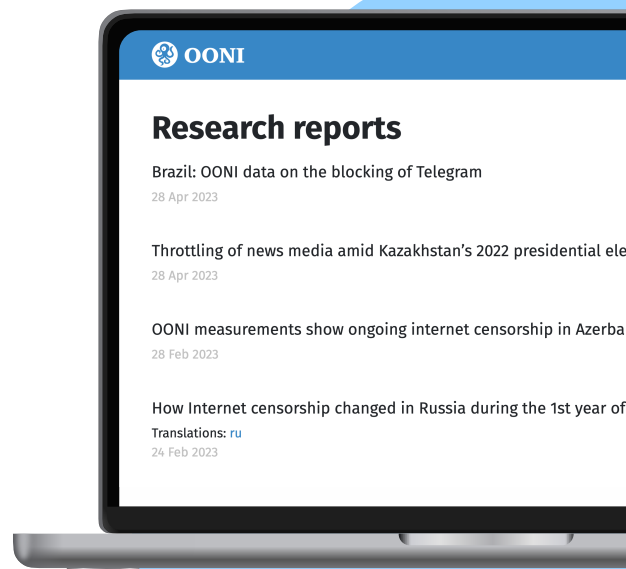 OONI
Research reports
Brazil: OONI data on the blocking of Telegram
28 Apr 2023
Throttling of news media amid Kazakhstan’s 2022 presidential ele
28 Apr 2023
OONI measurements show ongoing internet censorship in Azerba
28 Feb 2023
How Internet censorship changed in Russia during the 1st year of
Translations: ru
24 Feb 2023